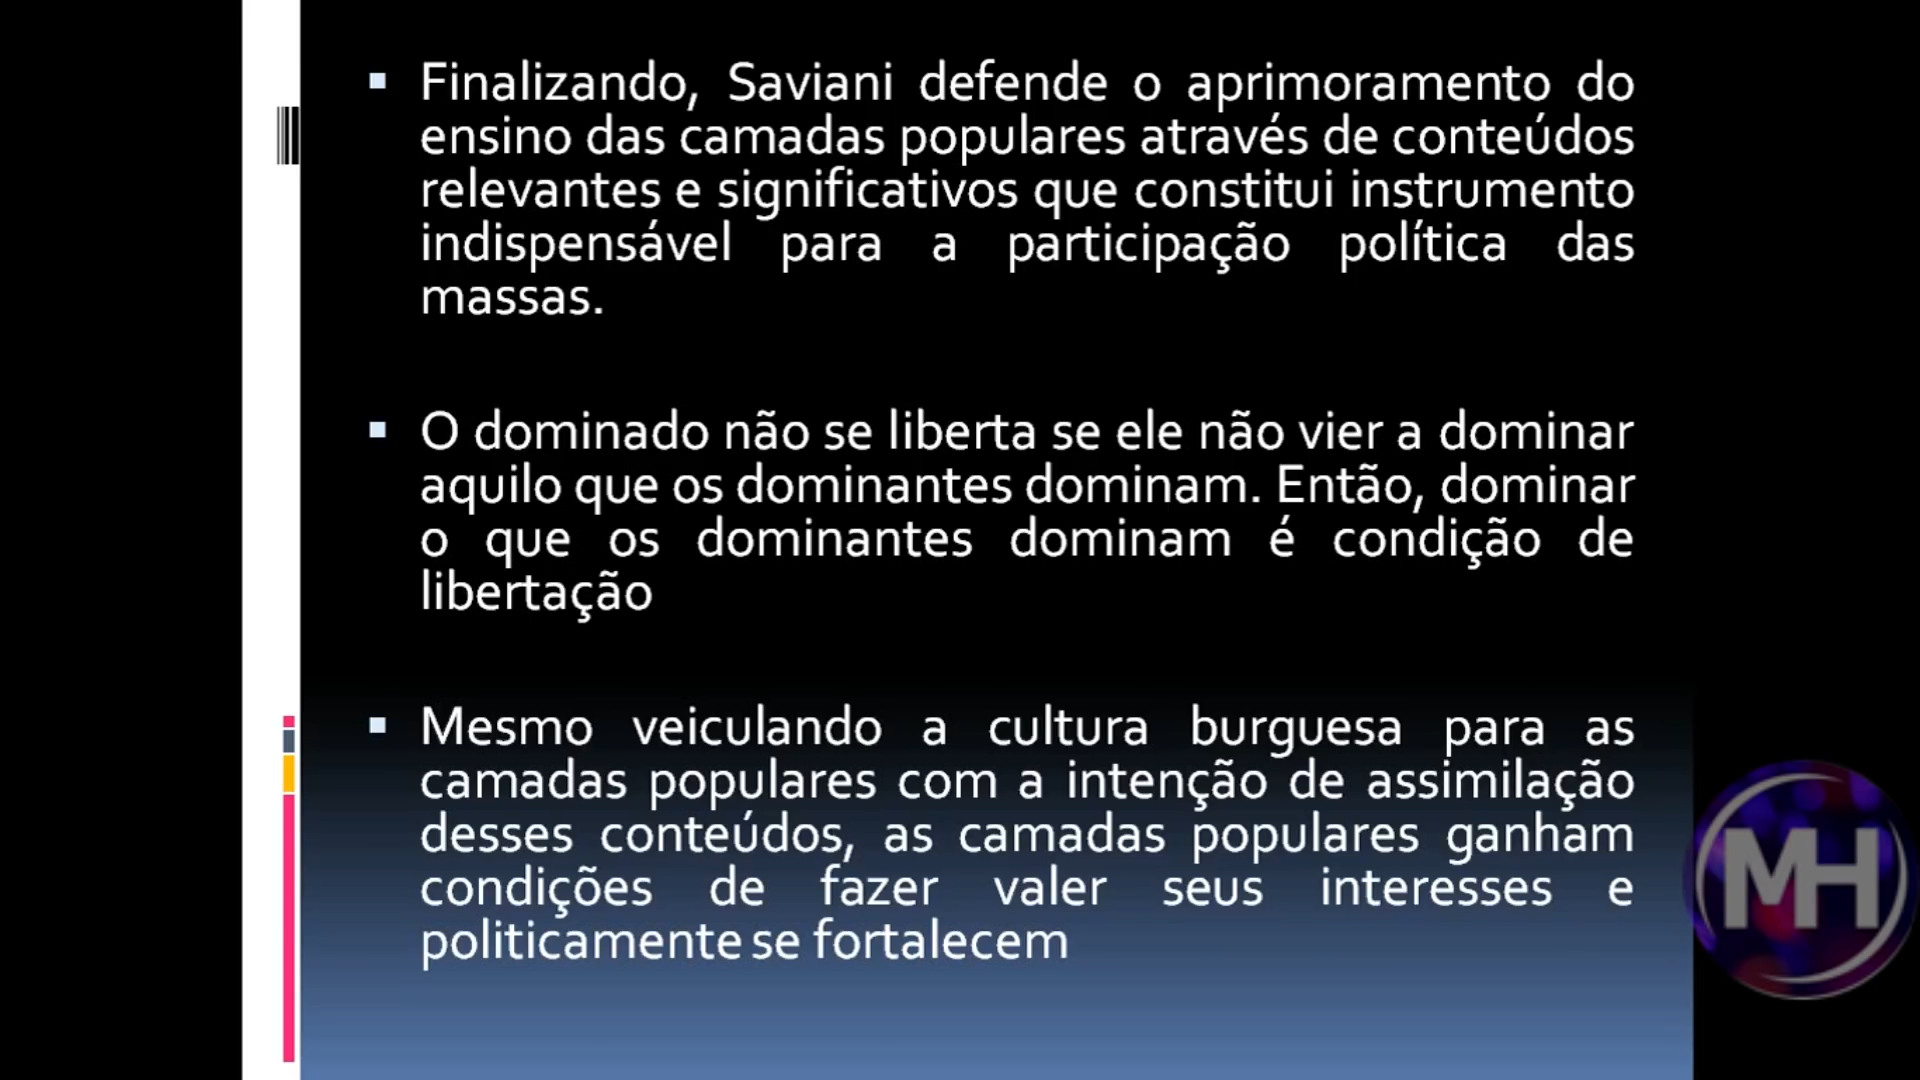 Finalizando, Saviani defende o aprimoramento do
ensino das camadas populares através de conteúdos
relevantes e significativos que constitui instrumento
indispensável para a participação política das
massas.
O dominado não se liberta se ele não vier a dominar
aquilo que os dominantes dominam. Então, dominar
o que os dominantes dominam é condição de
libertação
Mesmo veiculando a cultura burguesa para as
camadas populares com a intenção de assimilação
desses conteúdos, as camadas populares ganham
condições de fazer valer seus interesses e
politicamente se fortalecem
MH